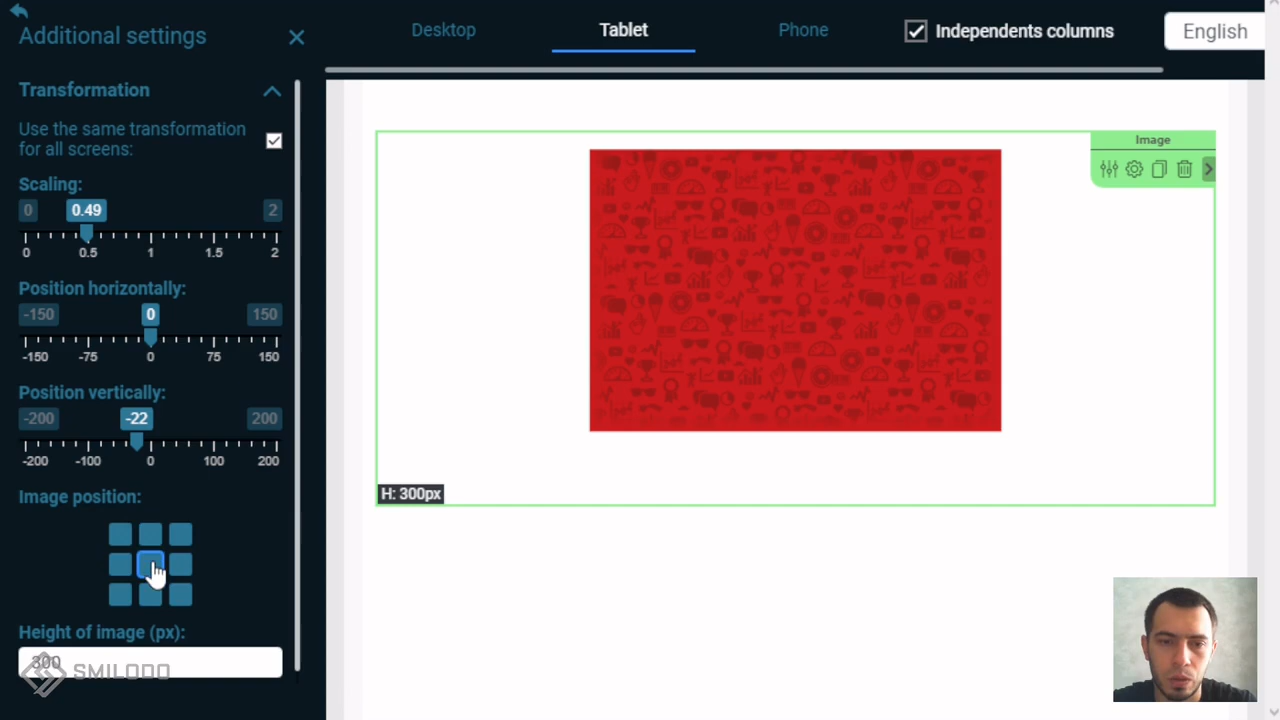 Additional settings
Desktop
Tablet
Phone
Independents columns
English
Transformation
Use the same transformation
for all screens:
Scaling:
0 0.49 2
0 0.5 1 1.5 2
Position horizontally:
-150 0 150
-150 -75 0 75 150
Position vertically:
-200 -22 200
-200 -100 0 100 200
Image position:
Height of image (px):
300
SMILODO
Image
H: 300px